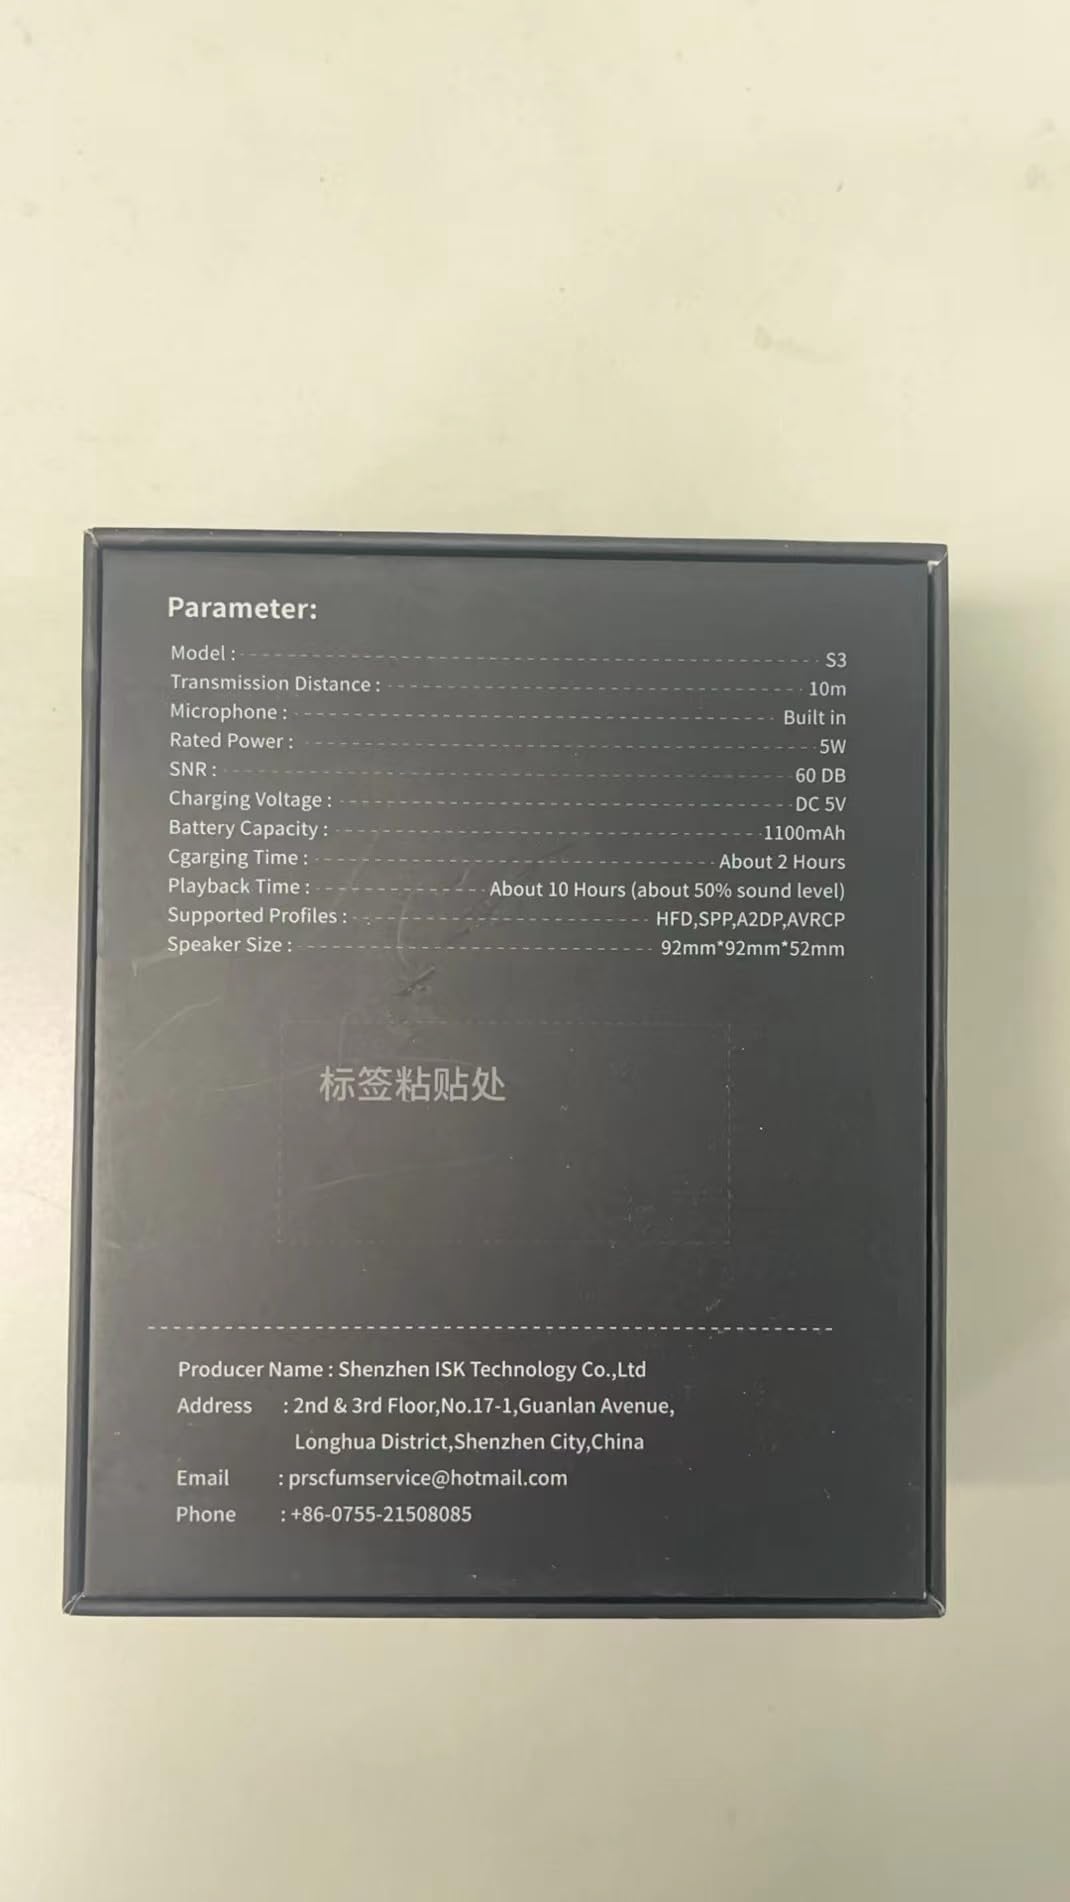 Parameter:
Model : S3
Transmission Distance : 10m
Microphone : Built in
Rated Power : 5W
SNR : 60 DB
Charging Voltage : DC 5V
Battery Capacity : 1100mAh
Cgarging Time : About 2 Hours
Playback Time : About 10 Hours (about 50% sound level)
Supported Profiles : HFD,SPP,A2DP,AVRCP
Speaker Size : 92mm*92mm*52mm
标签粘贴处
Producer Name : Shenzhen ISK Technology Co.,Ltd
Address : 2nd & 3rd Floor,No.17-1,Guanlan Avenue,
Longhua District,Shenzhen City,China
Email : prscfumservice@hotmail.com
Phone : +86-0755-21508085